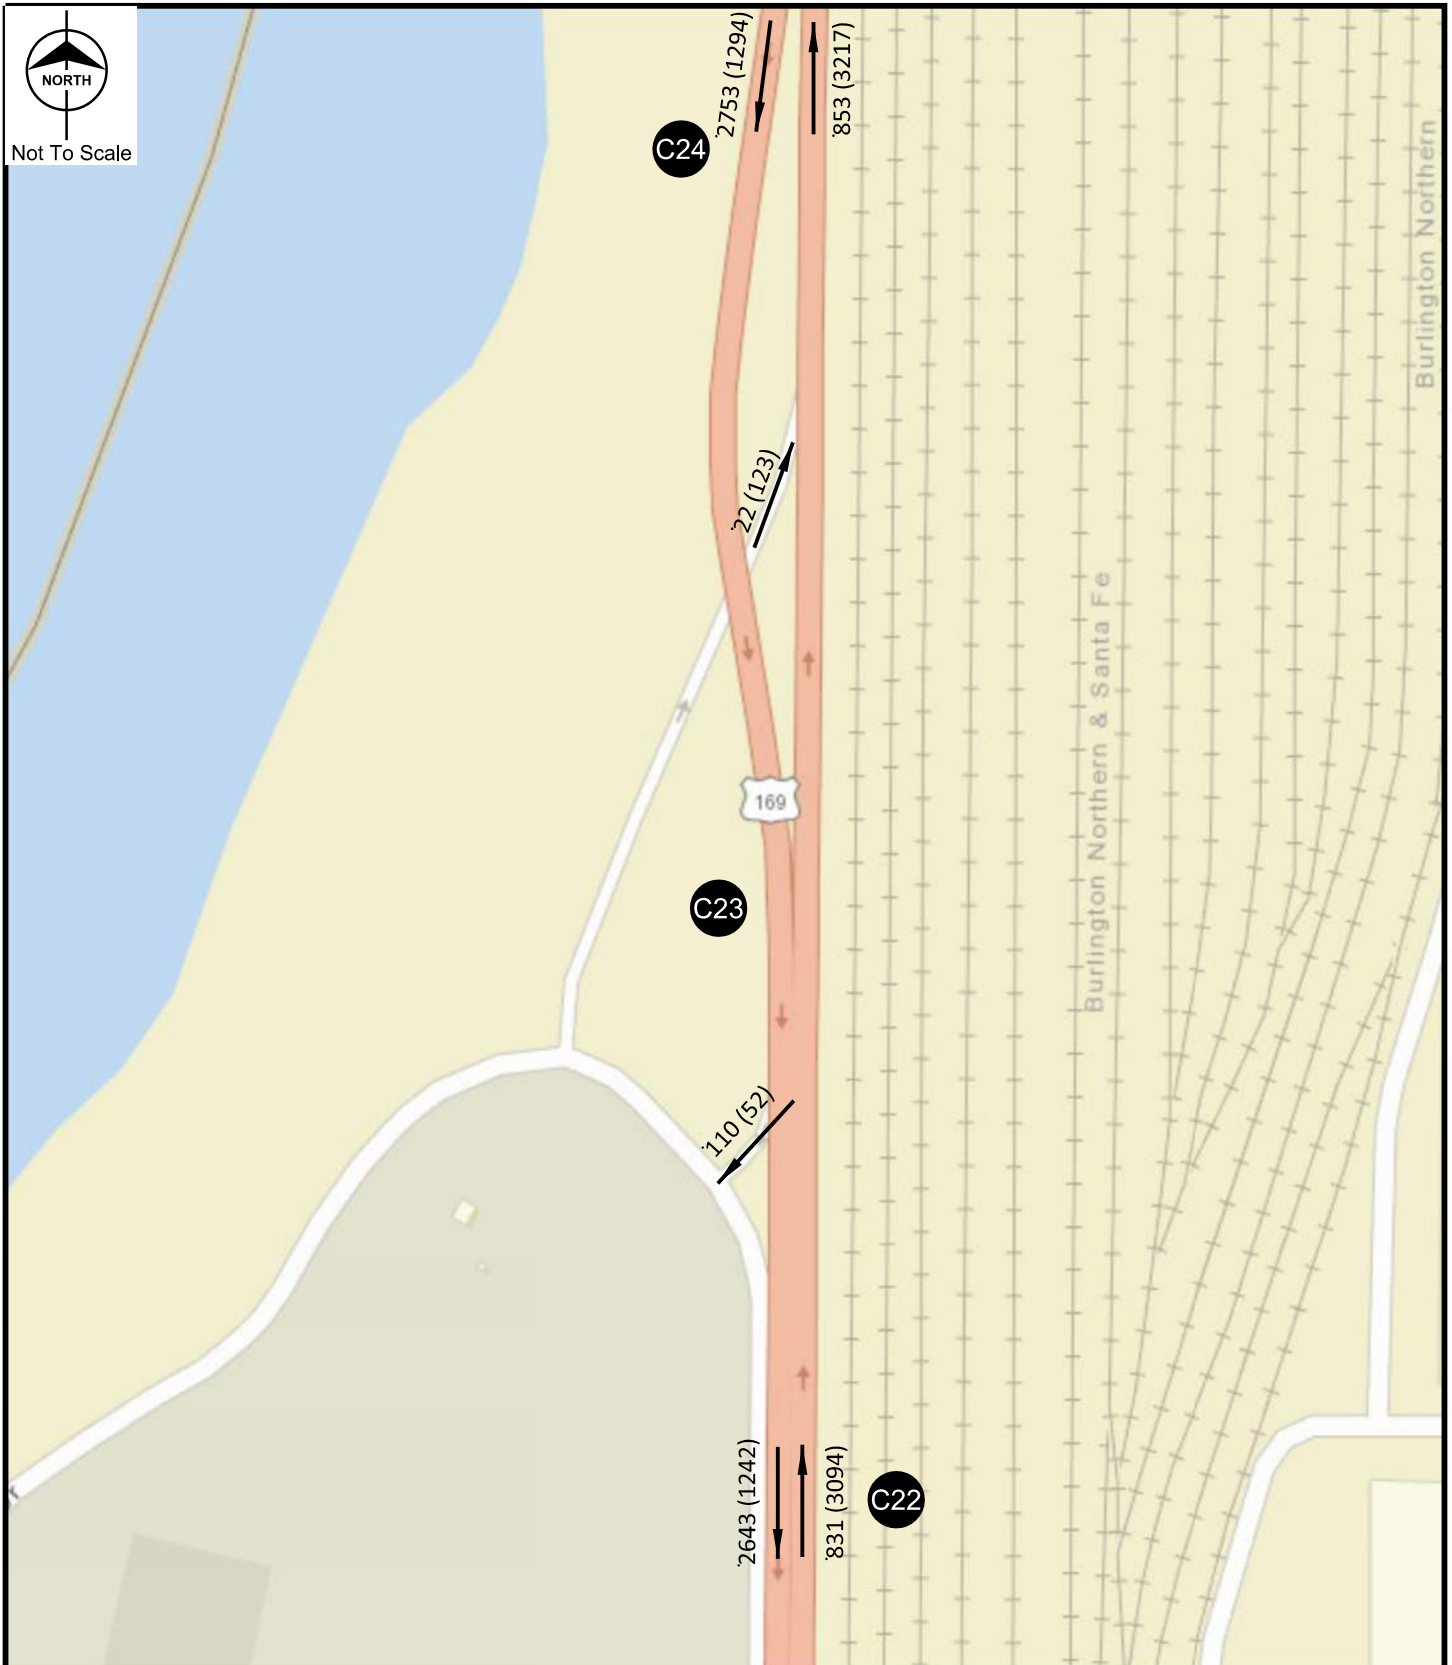 NORTH
Not To Scale
2753 (1294)
853 (3217)
C24
Burlington Northern
22 (123)
Burlington Northern & Santa Fe
169
C23
110 (52)
2643 (1242)
831 (3094)
C22
r